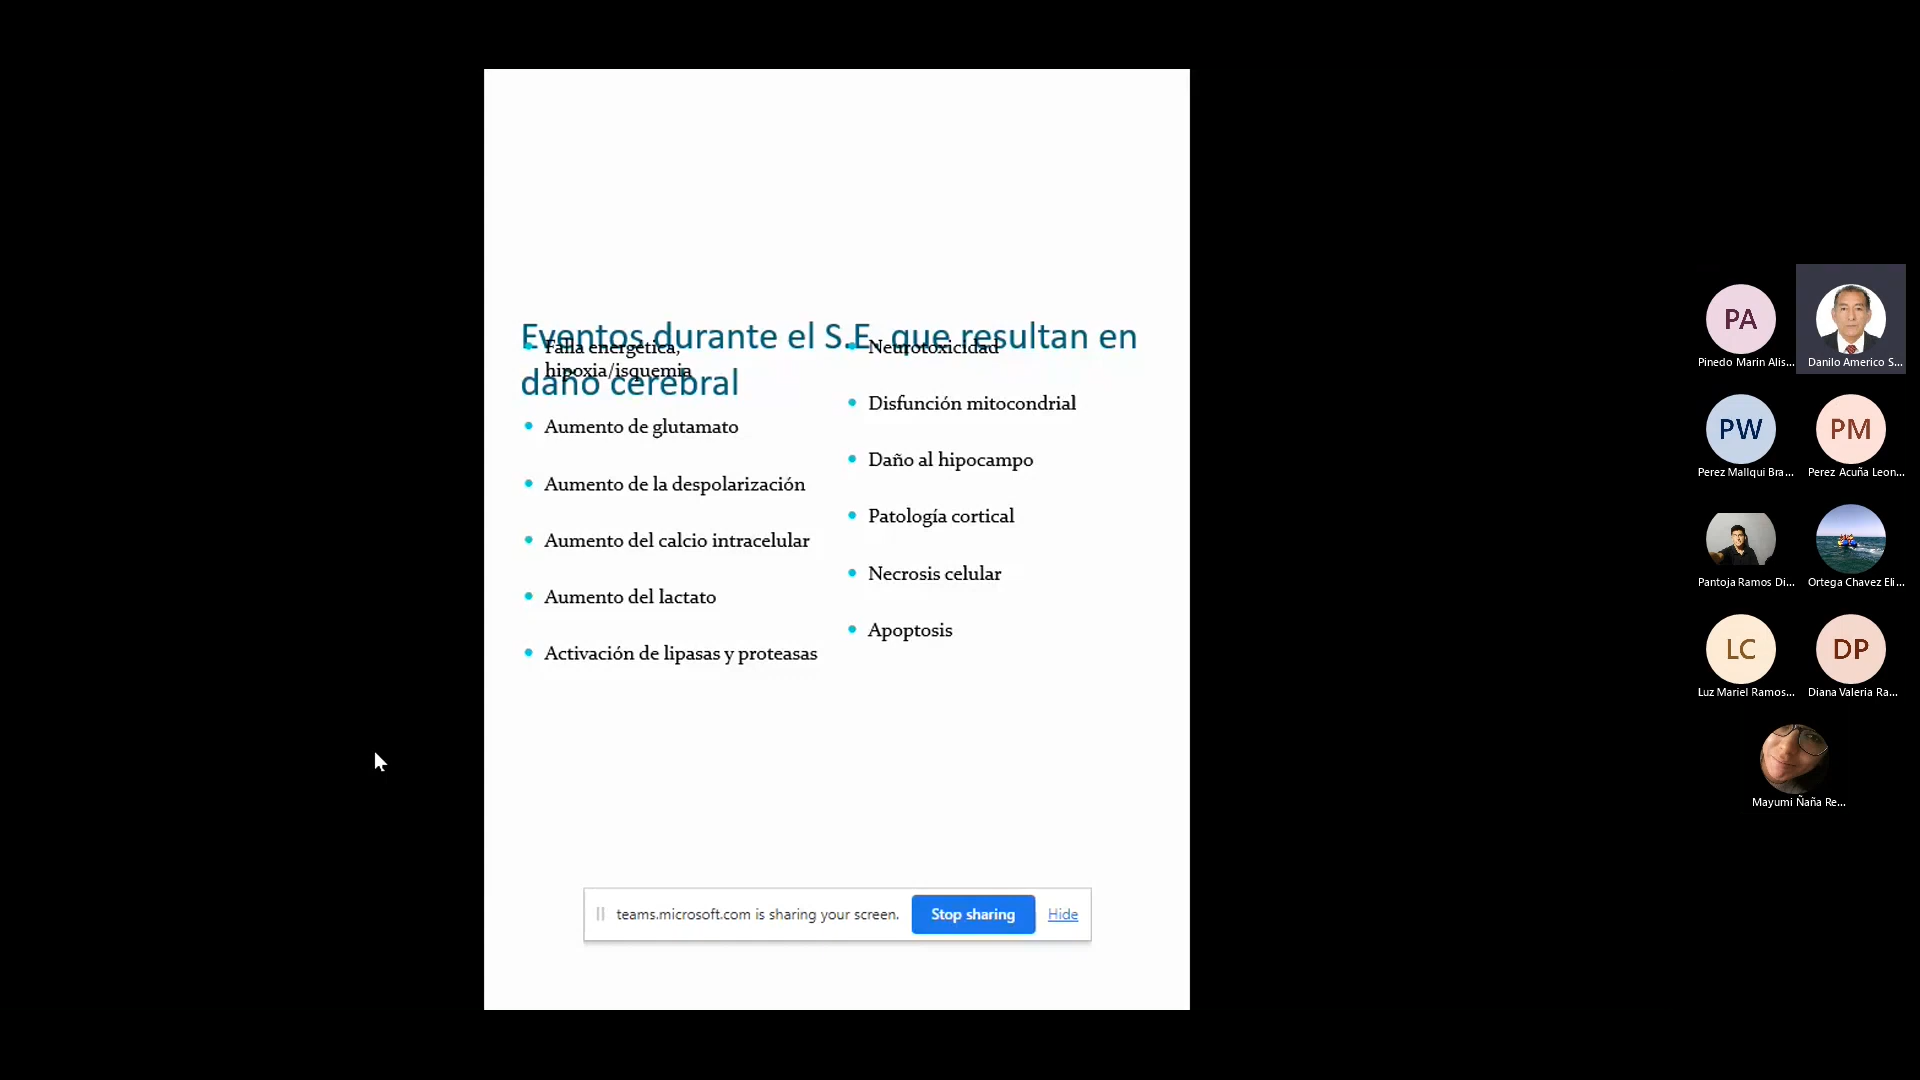 Eventos durante el S.E. que resultan en
daño cerebral
Falla energética,
hipoxia/isquemia
Aumento de glutamato
Aumento de la despolarización
Aumento del calcio intracelular
Aumento del lactato
Activación de lipasas y proteasas
Neurotoxicidad
Disfunción mitocondrial
Daño al hipocampo
Patología cortical
Necrosis celular
Apoptosis
teams.microsoft.com is sharing your screen.
Stop sharing
Hide
PA
Pinedo Marin Alis...
Danilo Americo S...
PW
Perez Mallqui Bra...
PM
Perez Acuña Leon...
Pantoja Ramos Di...
Ortega Chavez Eli...
LC
Luz Mariel Ramos...
DP
Diana Valeria Ra...
Mayumi Ñaña Re...